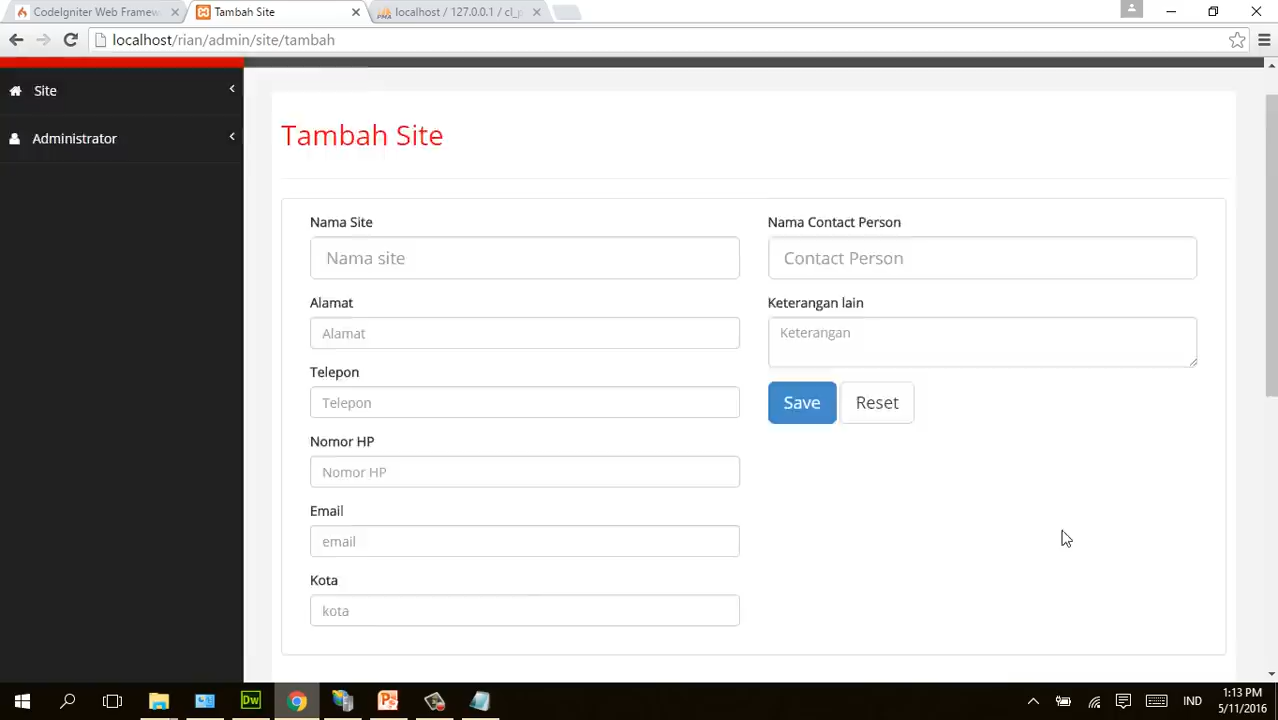 CodeIgniter Web Framew
Tambah Site
localhost / 127.0.0.1 / ci_p
localhost/rian/admin/site/tambah
Site
Administrator
Tambah Site
Nama Site
Nama site
Alamat
Alamat
Telepon
Telepon
Nomor HP
Nomor HP
Email
email
Kota
kota
Nama Contact Person
Contact Person
Keterangan lain
Keterangan
Save Reset
Dw
IND
1:13 PM
5/11/2016